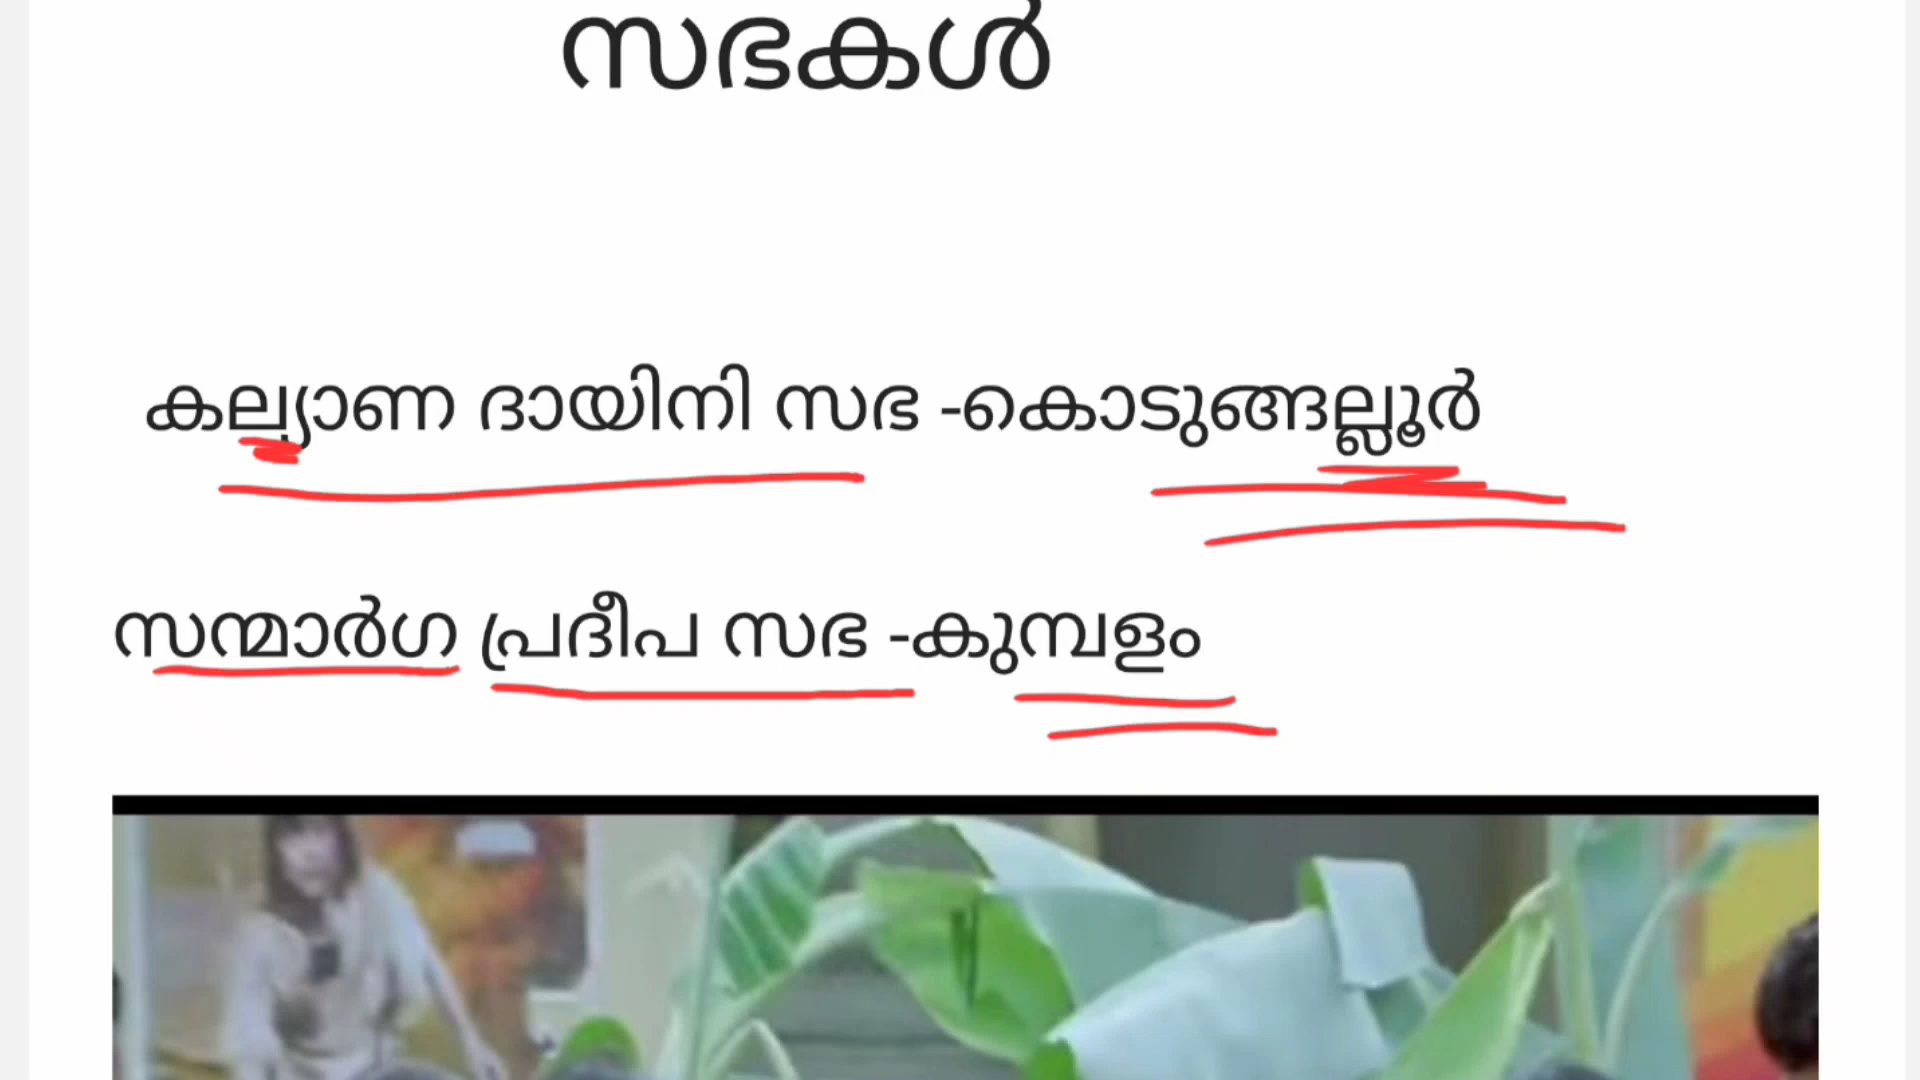 സഭകൾ
കല്യാണ ദായിനി സഭ -കൊടുങ്ങല്ലൂർ
സന്മാർഗ പ്രദീപ സഭ -കുമ്പളം